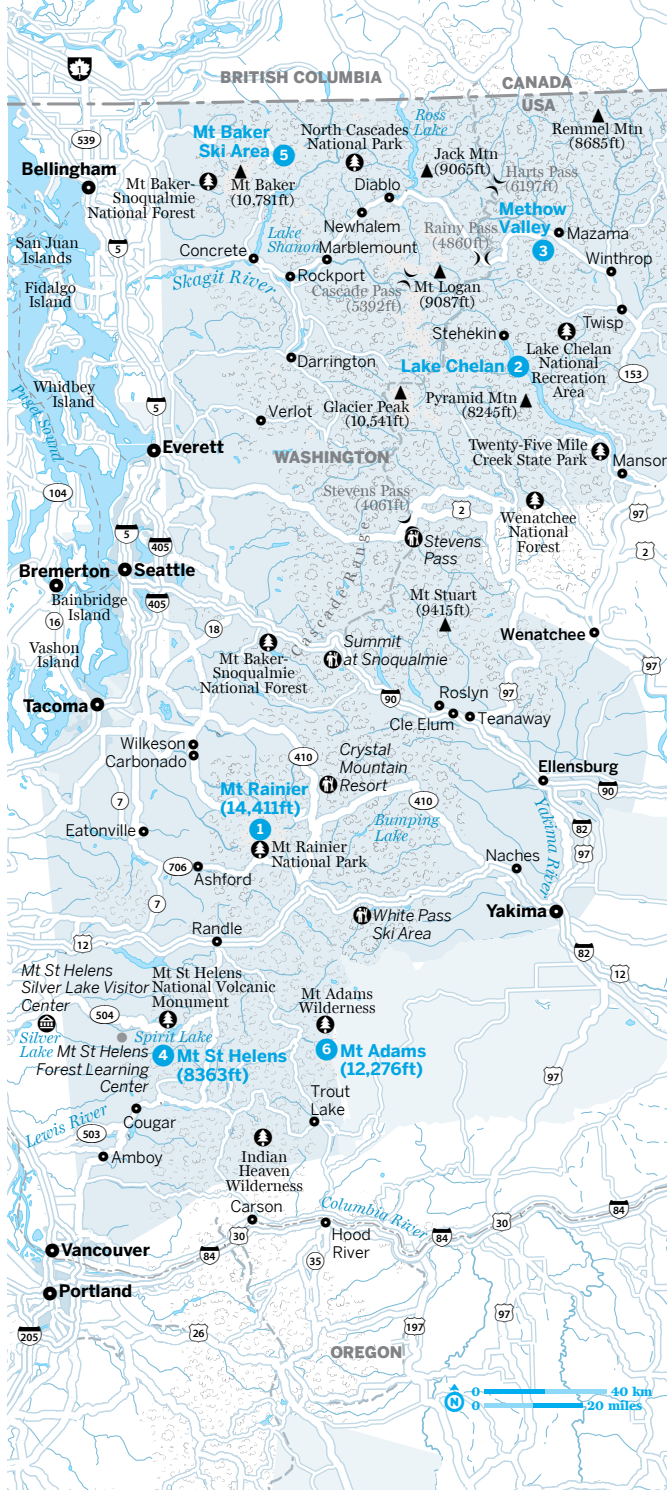 1
BRITISH COLUMBIA
CANADA
USA
539
Ross
Lake
Mt Baker
Ski Area
5
North Cascades
National Park
Remmel Mtn
(8685ft)
Jack Mtn
(9065ft)
Bellingham
Mt Baker-
Snoqualmie
National Forest
Mt Baker
(10,781ft)
Diablo
Harts Pass
(6197ft)
Newhalem
Methow
Valley
3
Mazama
San Juan
Islands
5
Lake
Shanon
Rainy Pass
(4860ft)
Concrete
Marblemount
Winthrop
Skagit River
Rockport
Cascade Pass
(5392ft)
Mt Logan
(9087ft)
Fidalgo
Island
Twisp
Stehekin
Lake Chelan
National
Recreation
Area
Darrington
Lake Chelan
2
153
Whidbey
Island
5
Glacier Peak
(10,541ft)
Pyramid Mtn
(8245ft)
Puget Sound
Verlot
Everett
WASHINGTON
Twenty-Five Mile
Creek State Park
Manson
104
Stevens Pass
(4061ft)
2
97
Wenatchee
National
Forest
5
405
Stevens
Pass
2
Bremerton
Seattle
Cascade Range
Bainbridge
Island
405
Mt Stuart
(9415ft)
16
18
Vashon
Island
Mt Baker-
Snoqualmie
National Forest
Summit
at Snoqualmie
Wenatchee
97
90
Roslyn
97
Tacoma
Cle Elum
Teanaway
Wilkeson
Carbonado
410
Crystal
Mountain
Resort
Ellensburg
90
7
Mt Rainier
(14,411ft)
1
410
Bumping
Lake
Yakima River
82
97
Eatonville
Mt Rainier
National Park
706
Ashford
Naches
7
Randle
White Pass
Ski Area
Yakima
12
82
Mt St Helens
Silver Lake Visitor
Center
Mt St Helens
National Volcanic
Monument
12
Mt Adams
Wilderness
504
Silver
Lake
Spirit Lake
Mt St Helens
Forest Learning
Center
4
Mt St Helens
(8363ft)
6
Mt Adams
(12,276ft)
97
Trout
Lake
Lewis River
Cougar
503
Amboy
Indian
Heaven
Wilderness
Carson
Columbia River
84
30
30
Hood
River
84
Vancouver
84
35
Portland
97
197
205
26
OREGON
N
0 40 km
0 20 miles